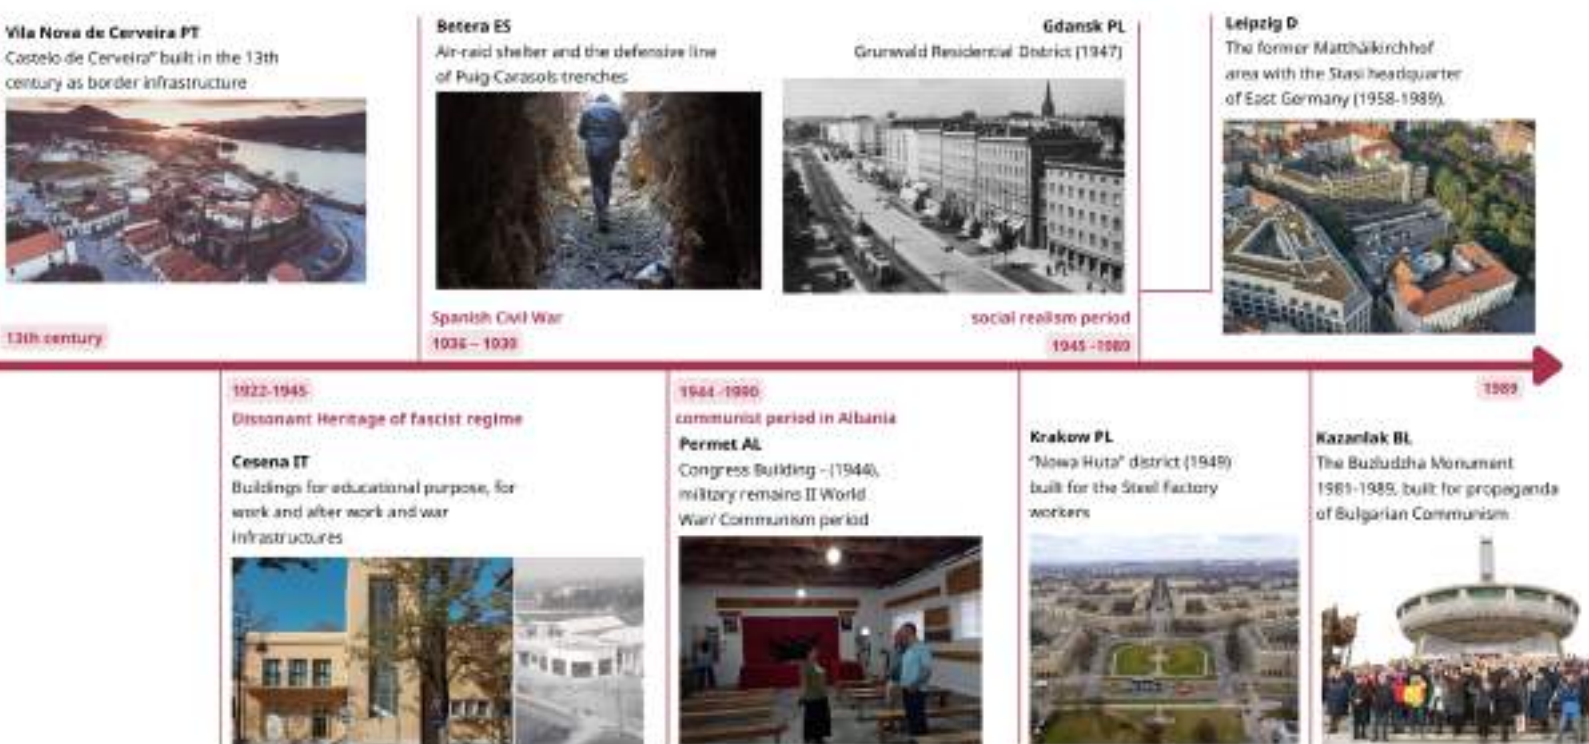 Vila Nova de Cerveira PT
Castelo de Cerveira” built in the 13th
century as border infrastructure
13th century
Betera ES
Air-raid shelter and the defensive line
of Puig-Carasols trenches
Spanish Civil War
1936 – 1939
Gdansk PL
Grunwald Residential District (1947)
social realism period
1945 -1989
Leipzig D
The former Matthäikirchhof
area with the Stasi headquarter
of East Germany (1958-1989),
1922-1945
Dissonant Heritage of fascist regime
Cesena IT
Buildings for educational purpose, for
work and after work and war
infrastructures
1944 -1990
communist period in Albania
Permet AL
Congress Building - (1944),
military remains II World
War/ Communism period
Krakow PL
“Nowa Huta” district (1949)
built for the Steel Factory
workers
1989
Kazanlak BL
The Buzludzha Monument
1981-1989, built for propaganda
of Bulgarian Communism